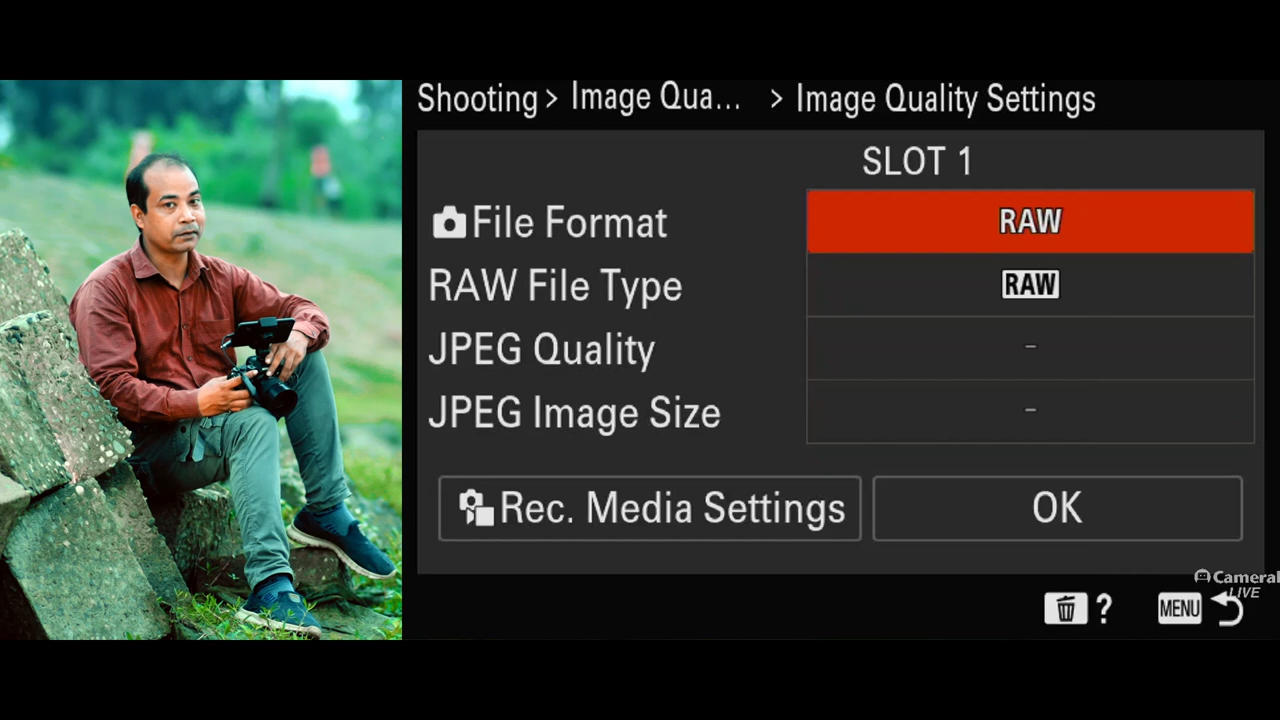 Shooting > Image Qua... > Image Quality Settings
SLOT 1
File Format RAW
RAW File Type RAW
JPEG Quality –
JPEG Image Size –
Rec. Media Settings OK
Cameral
LIVE
? MENU